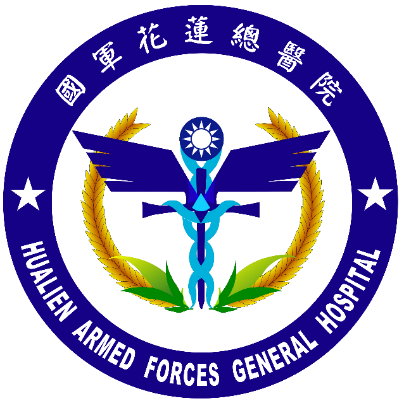 國軍花蓮總醫院
HUALIEN ARMED FORCES GENERAL HOSPITAL